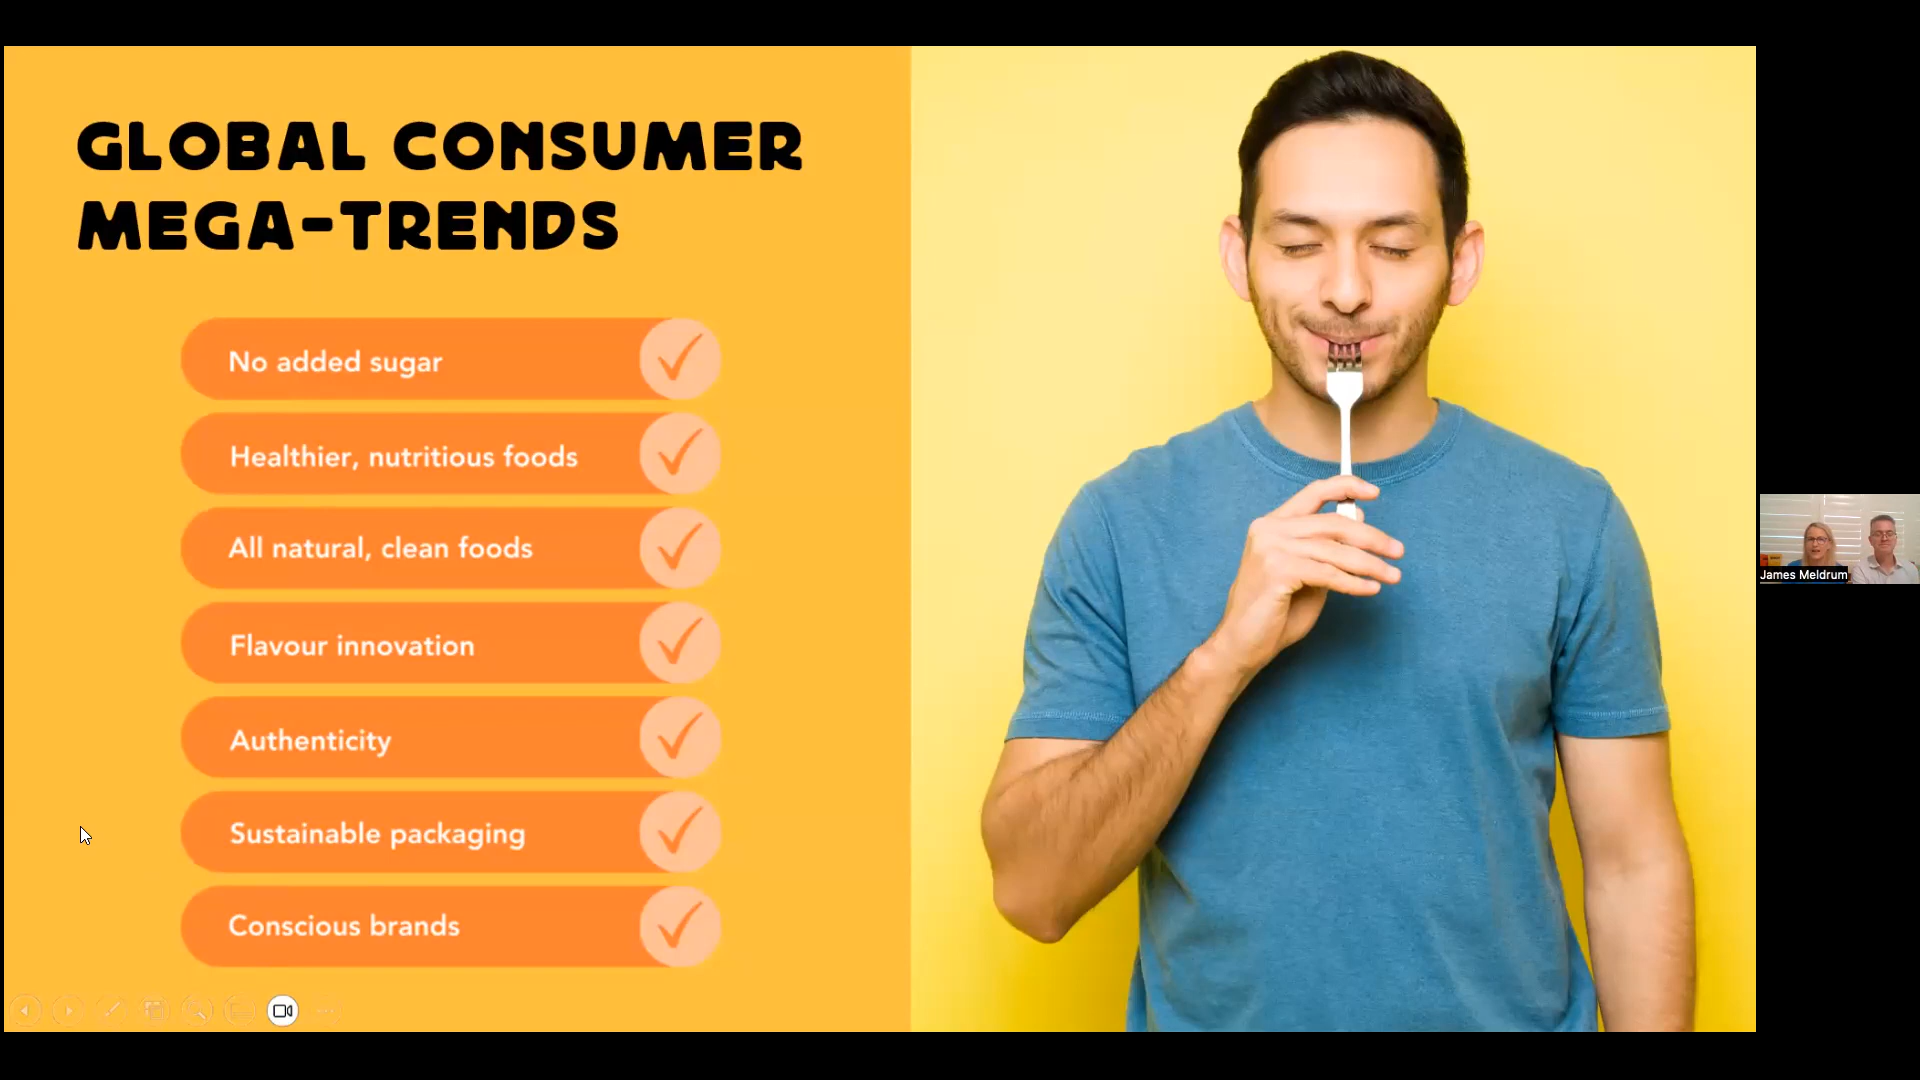 GLOBAL CONSUMER
MEGA-TRENDS
No added sugar
Healthier, nutritious foods
All natural, clean foods
Flavour innovation
Authenticity
Sustainable packaging
Conscious brands
James Meldrum